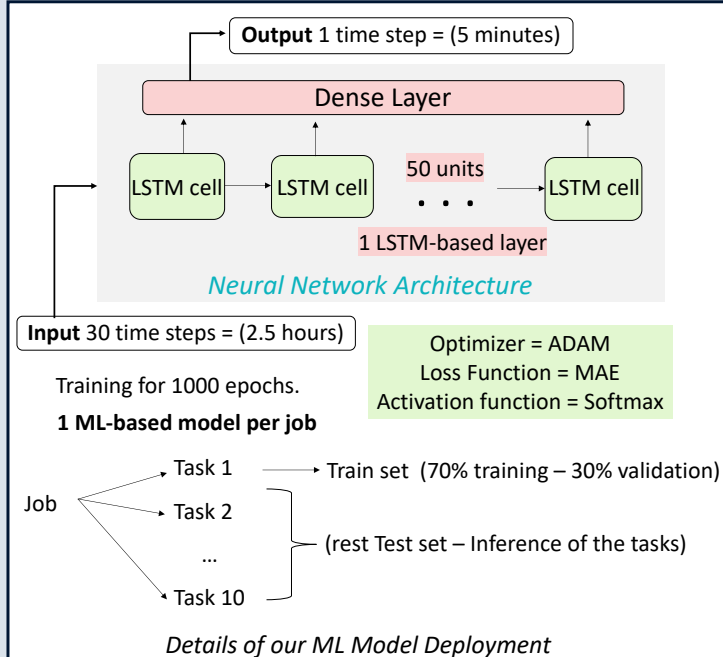 Output 1 time step = (5 minutes)
Dense Layer
LSTM cell
LSTM cell
50 units
. . .
LSTM cell
1 LSTM-based layer
Neural Network Architecture
Input 30 time steps = (2.5 hours)
Optimizer = ADAM
Loss Function = MAE
Activation function = Softmax
Training for 1000 epochs.
1 ML-based model per job
Job
Task 1
Train set (70% training – 30% validation)
Task 2
...
Task 10
(rest Test set – Inference of the tasks)
Details of our ML Model Deployment